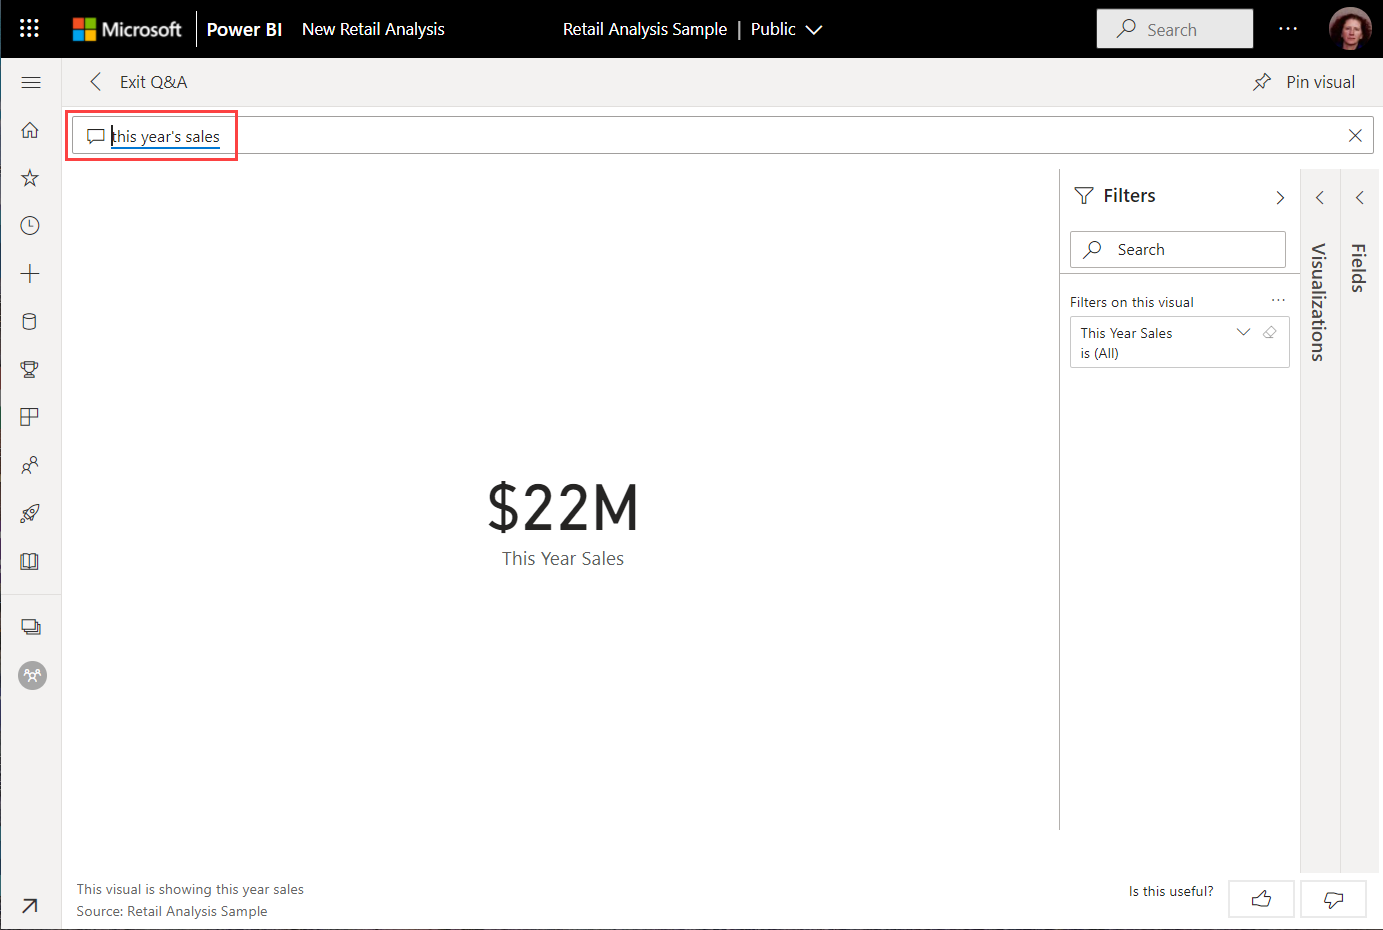 Microsoft Power BI New Retail Analysis Retail Analysis Sample | Public Search
Exit Q&A Pin visual
this year's sales
Filters
Search
Filters on this visual
This Year Sales
is (All)
Visualizations
Fields
$22M
This Year Sales
This visual is showing this year sales
Source: Retail Analysis Sample
Is this useful?